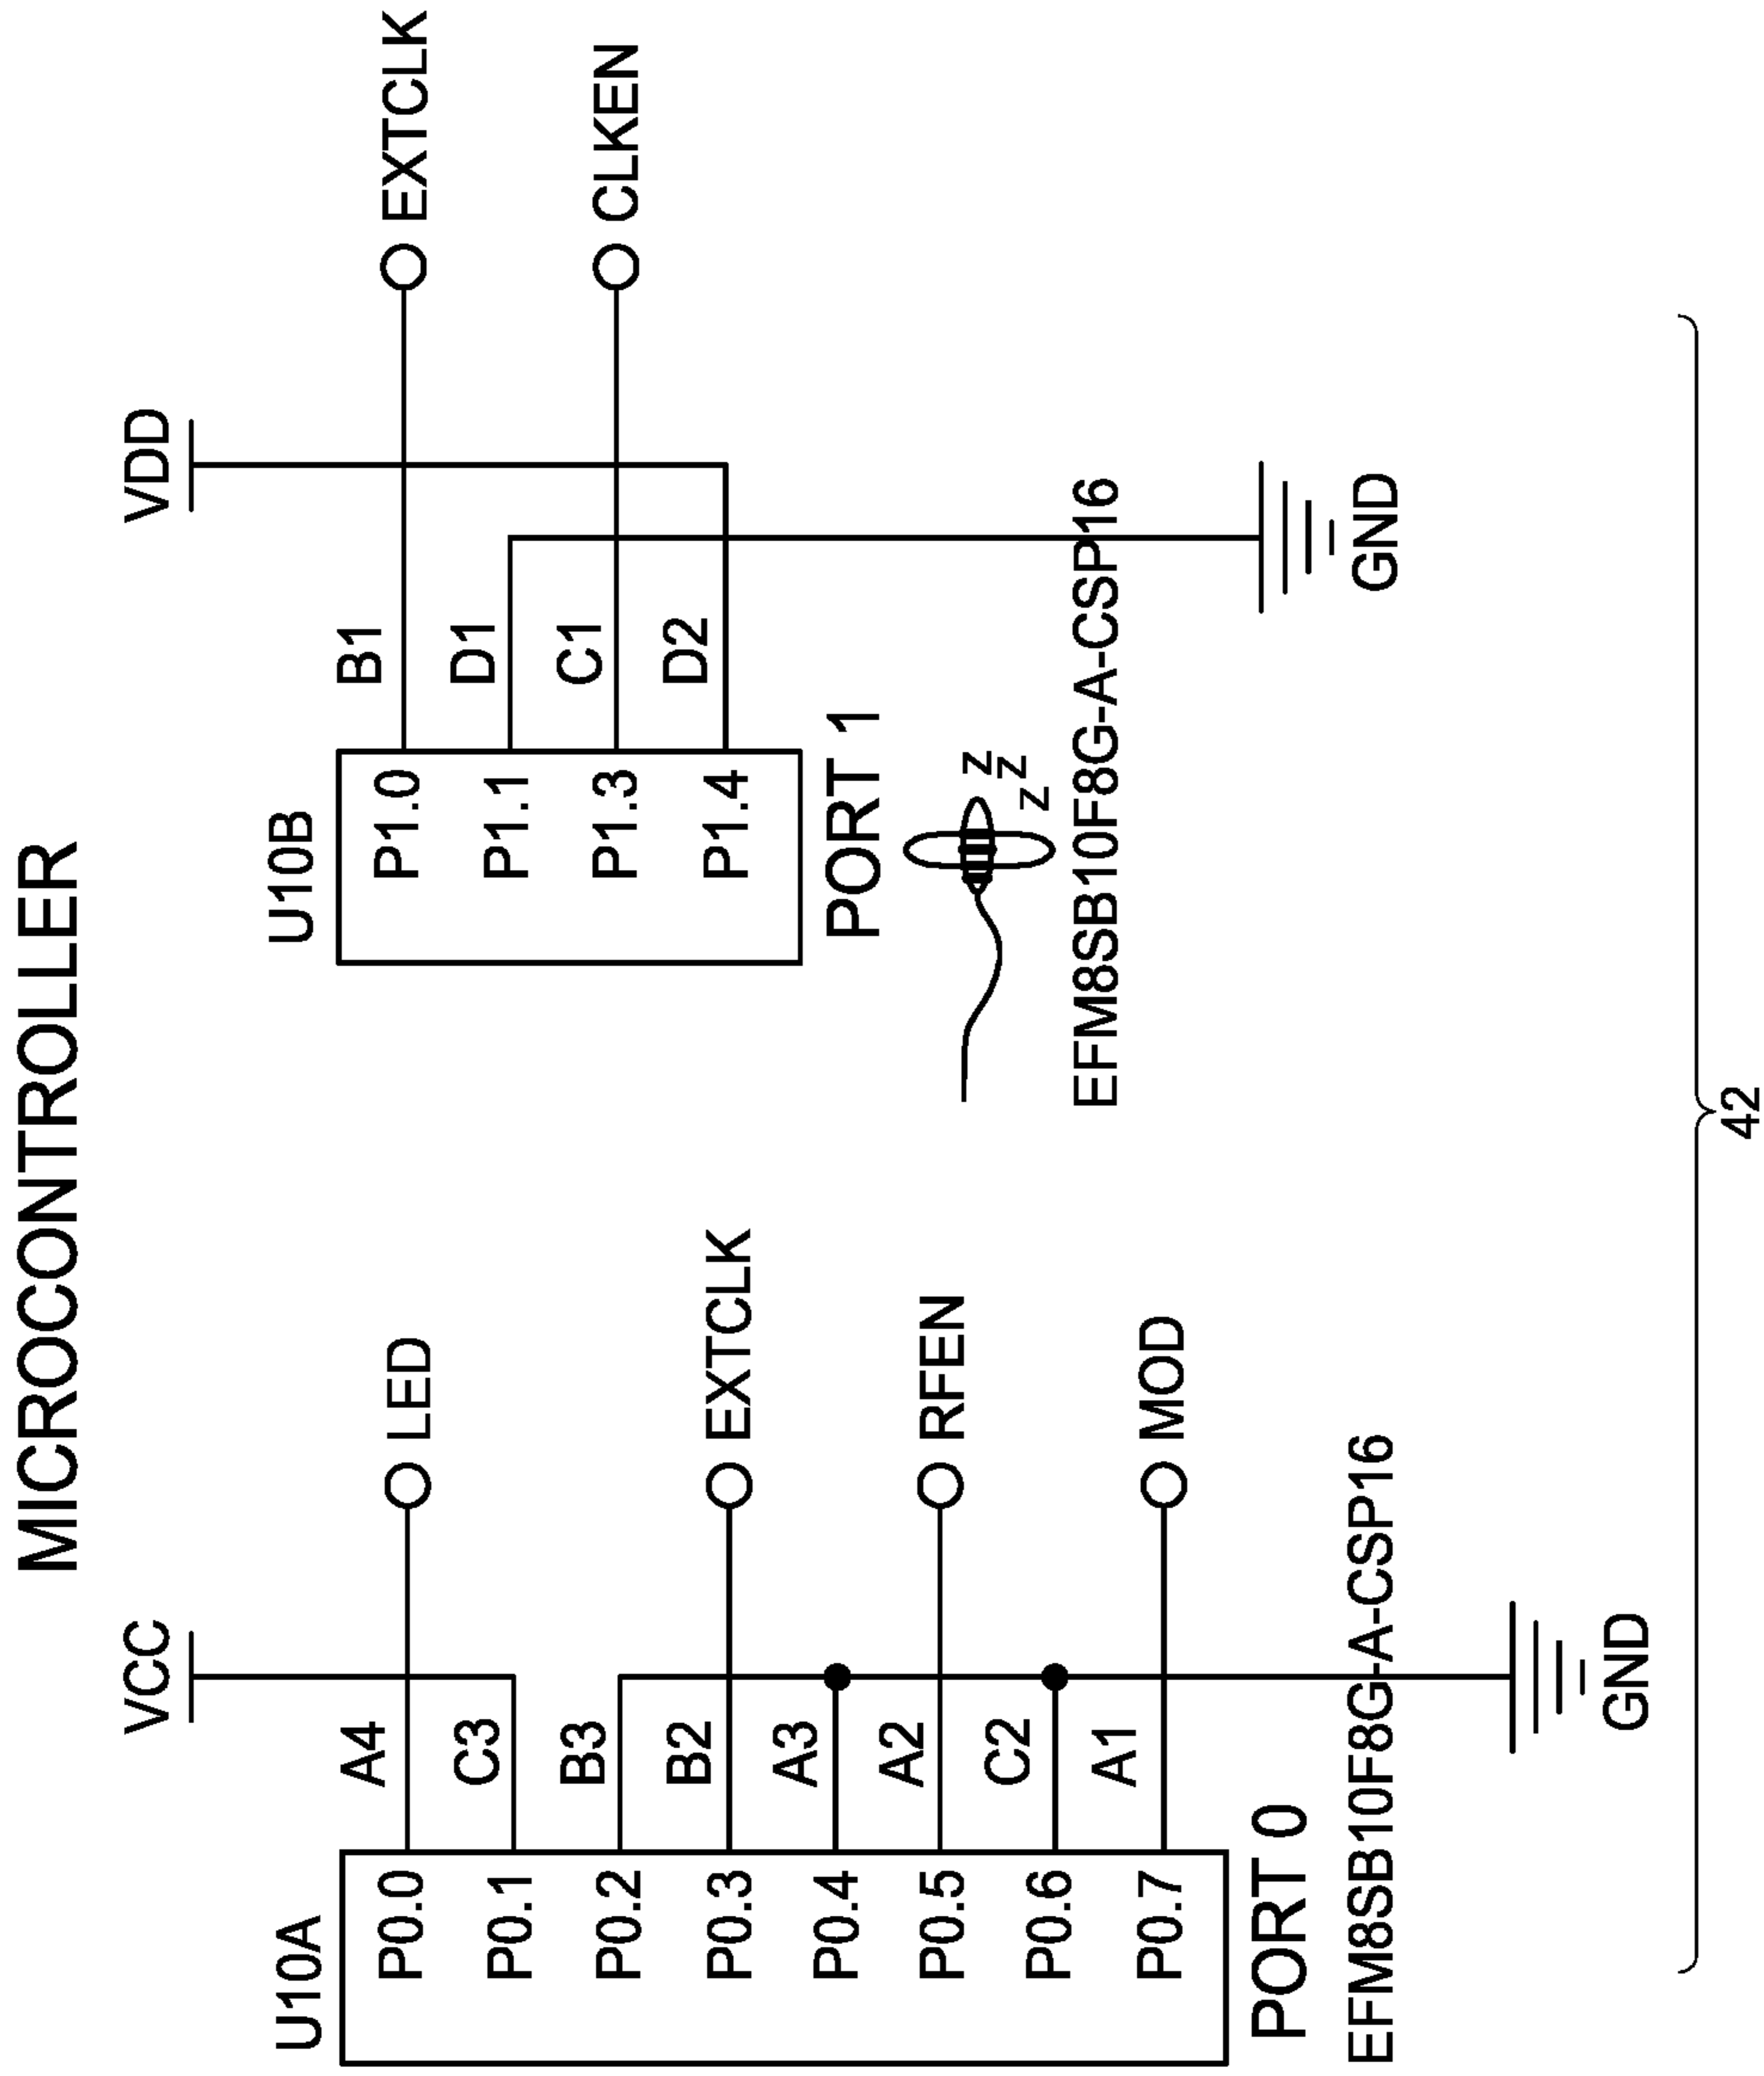 MICROCONTROLLER
VCC
U10A
P0.0 A4 LED
P0.1 C3
P0.2 B3
P0.3 B2 EXTCLK
P0.4 A3
P0.5 A2 RFEN
P0.6 C2
P0.7 A1 MOD
PORT 0
EFM8SB10F8G-A-CSP16
GND
VDD
U10B
P1.0 B1 EXTCLK
P1.1 D1
P1.3 C1 CLKEN
P1.4 D2
PORT 1
z z z z
EFM8SB10F8G-A-CSP16
GND
42